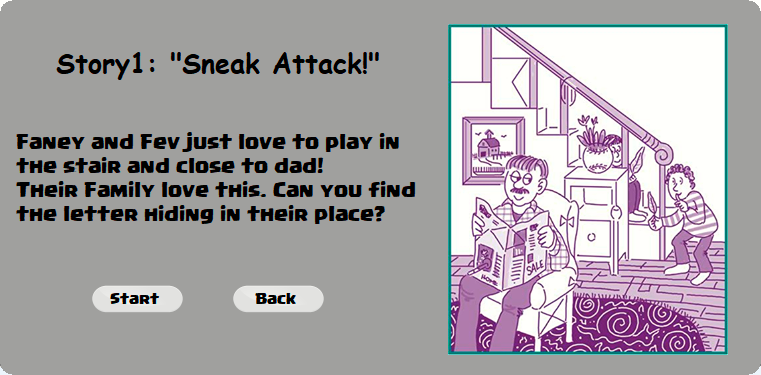 Story1: "Sneak Attack!"
Faney and Fev just love to play in
the stair and close to dad!
Their Family love this. Can you find
the letter hiding in their place?
Start
Back
HOME
SALE